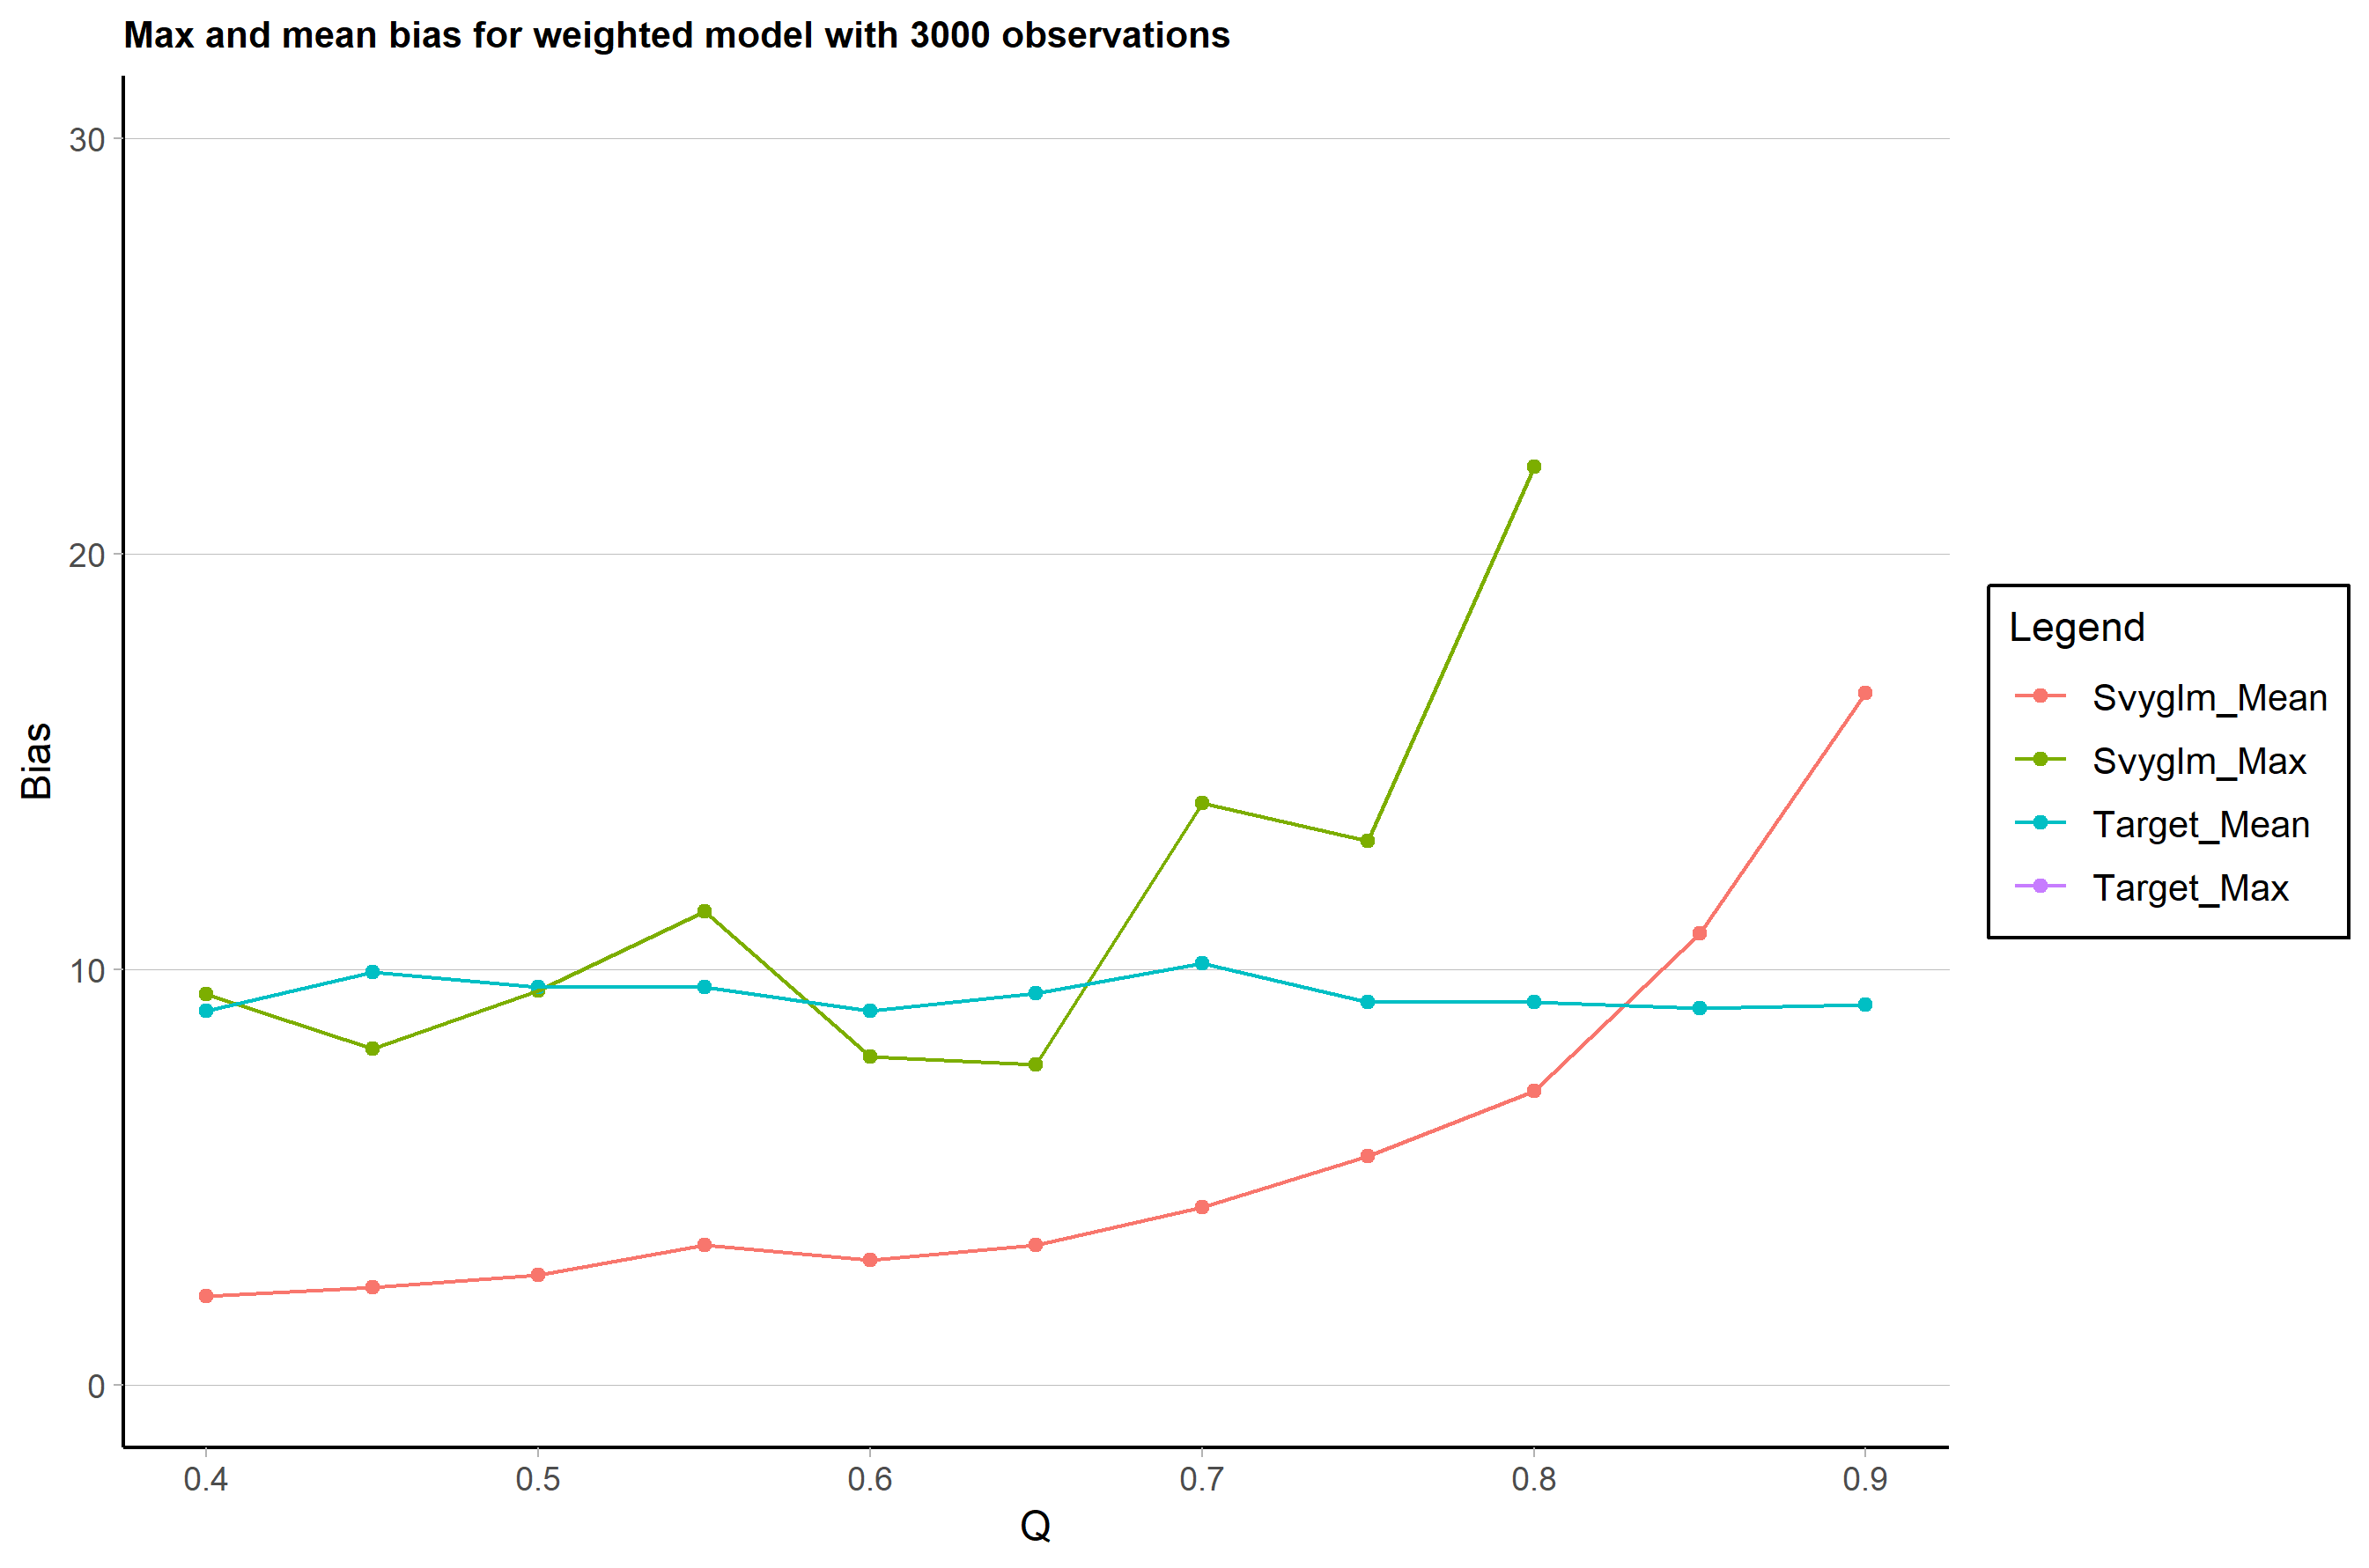 Max and mean bias for weighted model with 3000 observations
30
20
10
0
Bias
0.4 0.5 0.6 0.7 0.8 0.9
Q
Legend
Svyglm_Mean
Svyglm_Max
Target_Mean
Target_Max